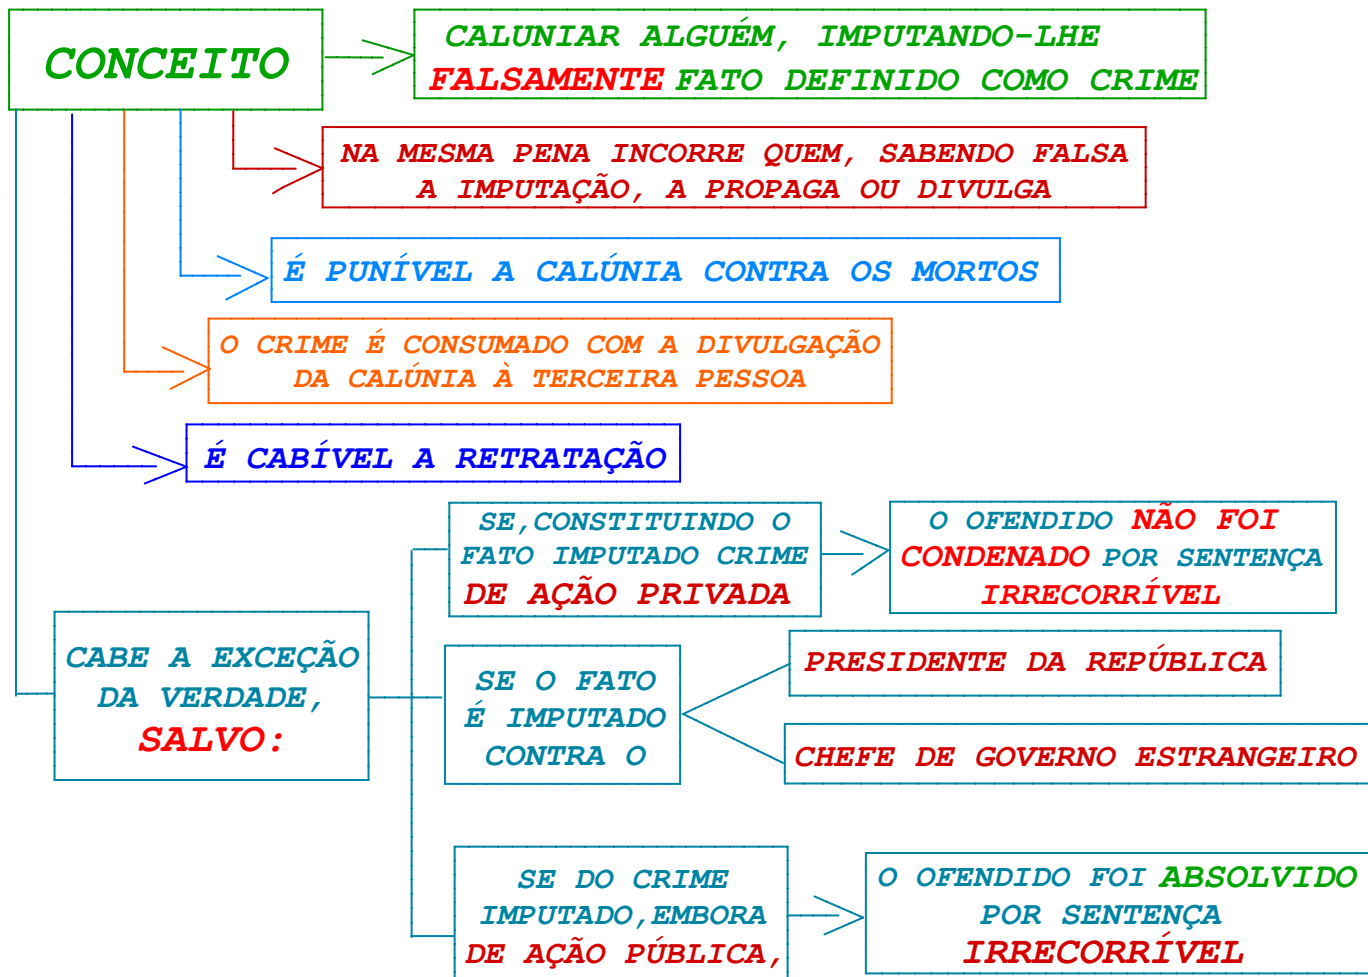 CONCEITO
CALUNIAR ALGUÉM, IMPUTANDO-LHE
FALSAMENTE FATO DEFINIDO COMO CRIME
NA MESMA PENA INCORRE QUEM, SABENDO FALSA
A IMPUTAÇÃO, A PROPAGA OU DIVULGA
É PUNÍVEL A CALÚNIA CONTRA OS MORTOS
O CRIME É CONSUMADO COM A DIVULGAÇÃO
DA CALÚNIA À TERCEIRA PESSOA
É CABÍVEL A RETRATAÇÃO
CABE A EXCEÇÃO
DA VERDADE,
SALVO:
SE,CONSTITUINDO O
FATO IMPUTADO CRIME
DE AÇÃO PRIVADA
O OFENDIDO NÃO FOI
CONDENADO POR SENTENÇA
IRRECORRÍVEL
SE O FATO
É IMPUTADO
CONTRA O
PRESIDENTE DA REPÚBLICA
CHEFE DE GOVERNO ESTRANGEIRO
SE DO CRIME
IMPUTADO,EMBORA
DE AÇÃO PÚBLICA,
O OFENDIDO FOI ABSOLVIDO
POR SENTENÇA
IRRECORRÍVEL